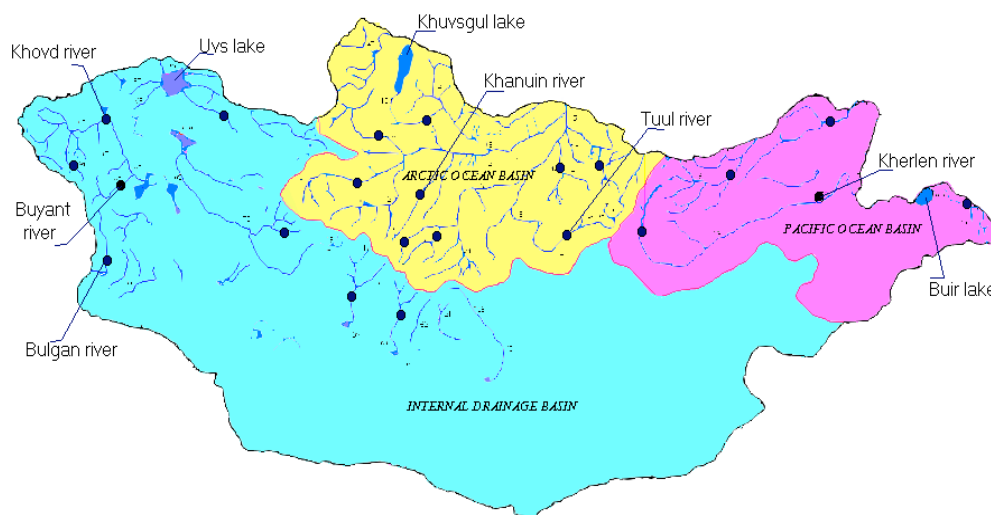 Khuvsgul lake
Uvs lake
Khovd river
Khanuin river
Tuul river
ARCTIC OCEAN BASIN
Kherlen river
Buyant
river
PACIFIC OCEAN BASIN
Buir lake
Bulgan river
INTERNAL DRAINAGE BASIN